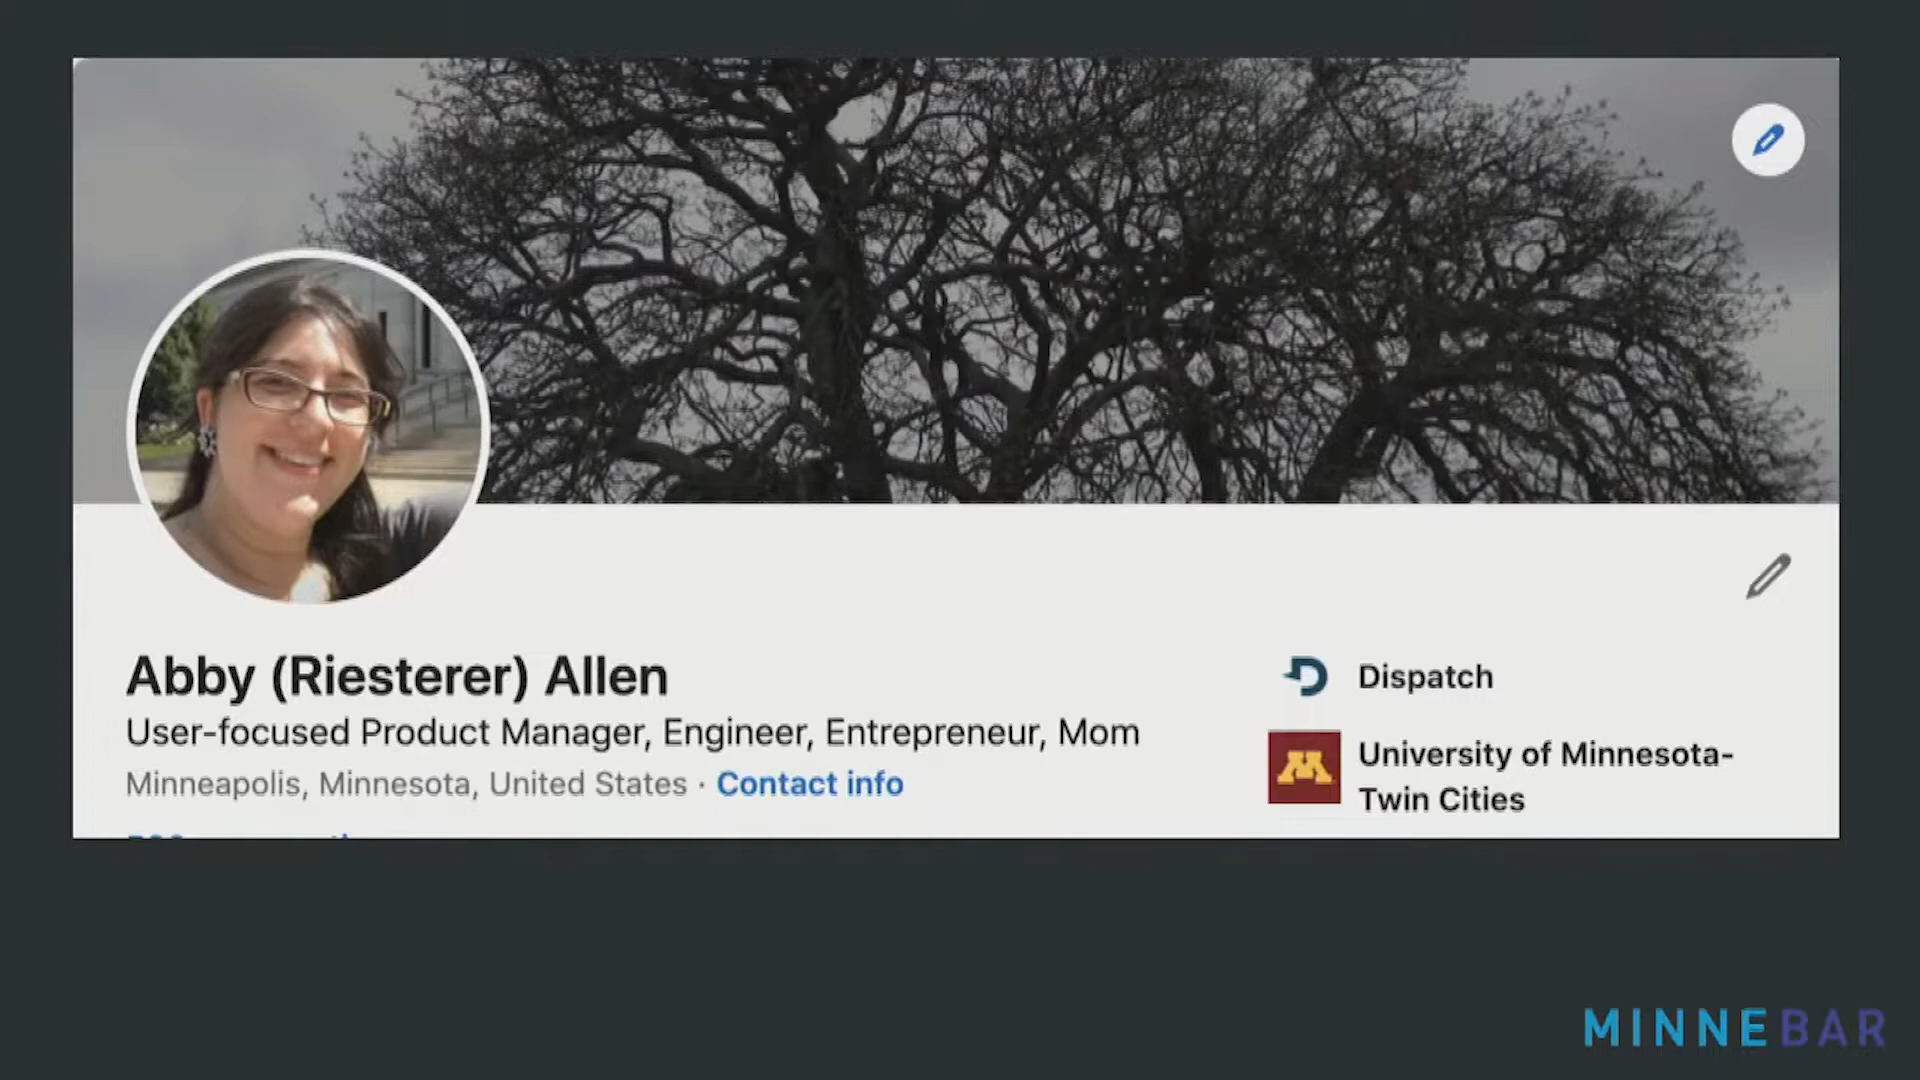 Abby (Riesterer) Allen
User-focused Product Manager, Engineer, Entrepreneur, Mom
Minneapolis, Minnesota, United States · Contact info
Dispatch
University of Minnesota-
Twin Cities
MINNEBAR